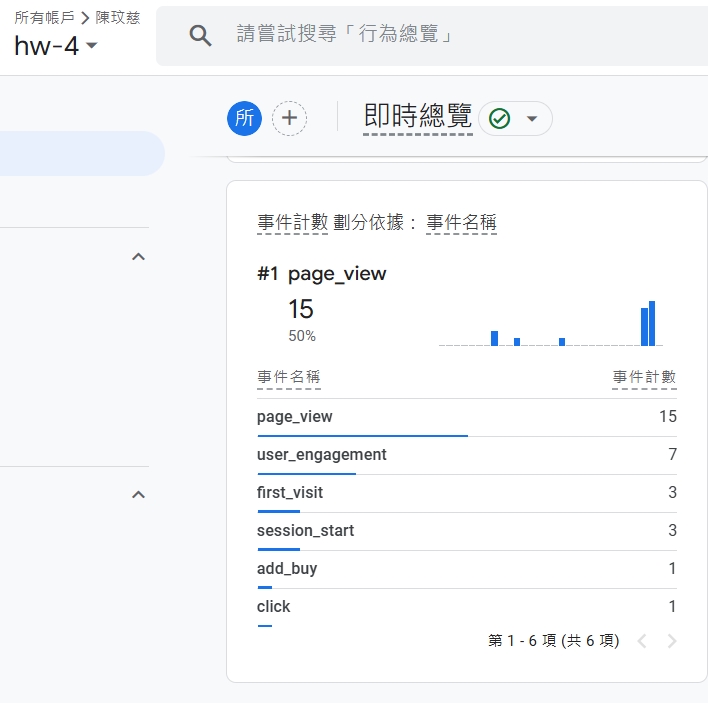 所有帳戶 > 陳玟慈
hw-4
請嘗試搜尋「行為總覽」
所
即時總覽
事件計數 劃分依據： 事件名稱
#1 page_view
15
50%
事件名稱 事件計數
page_view 15
user_engagement 7
first_visit 3
session_start 3
add_buy 1
click 1
第 1 - 6 項 (共 6 項)